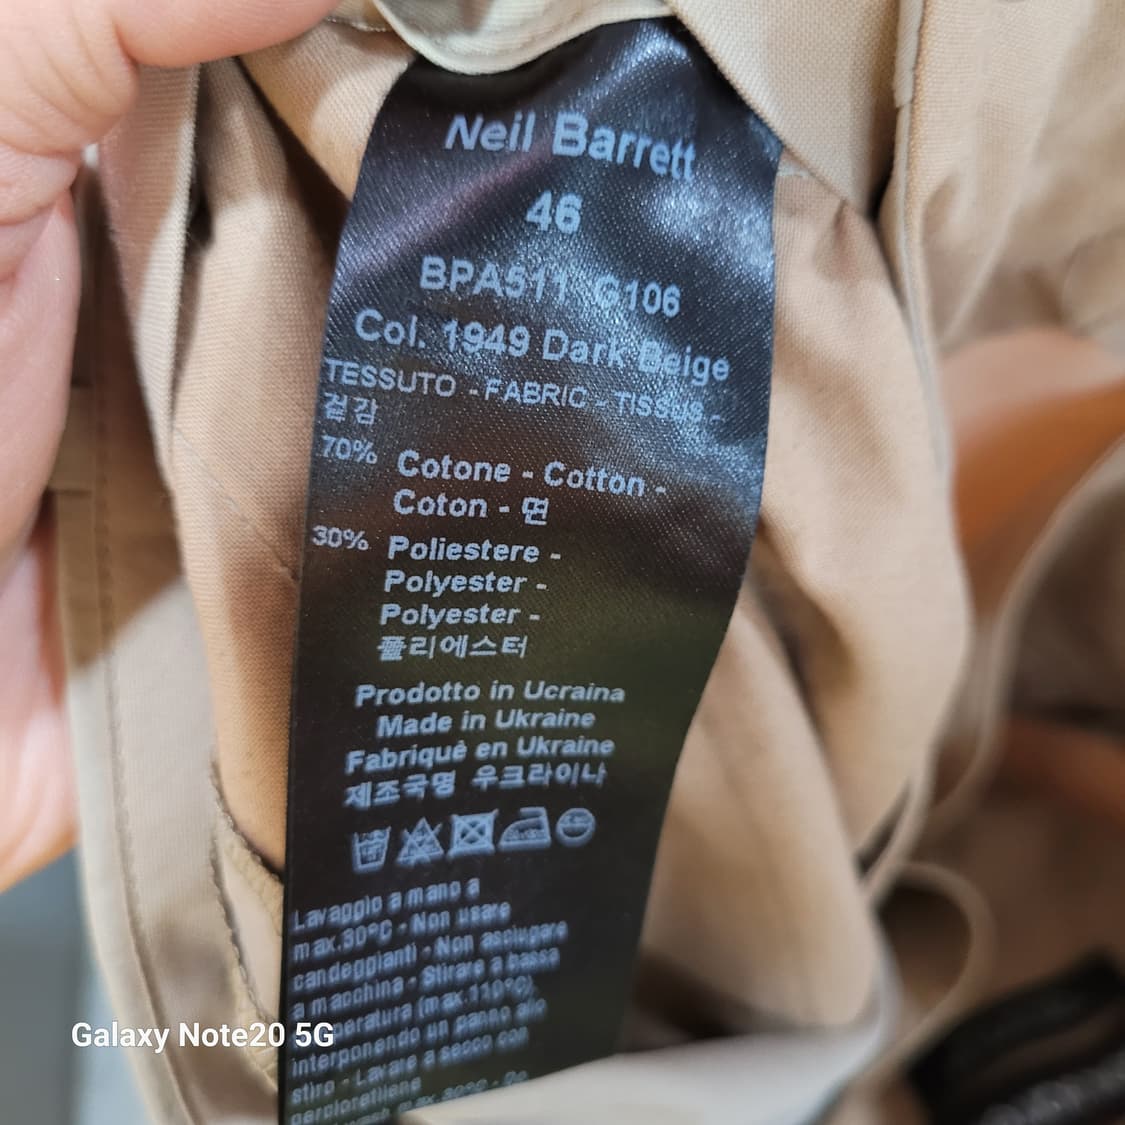 Neil Barrett
46
BPA511 G106
Col. 1949 Dark Beige
TESSUTO - FABRIC - TISSUS -
겉감
70% Cotone - Cotton -
Coton - 면
30% Poliestere -
Polyester -
Polyester -
폴리에스터
Prodotto in Ucraina
Made in Ukraine
Fabriqué en Ukraine
제조국명 우크라이나
Lavaggio a mano a
max.30°C - Non usare
candeggianti - Non asciugare
a macchina - Stirare a bassa
(max.110°C),
interponendo un panno allo
stiro - Lavare a secco con
percloretilene
Galaxy Note20 5G